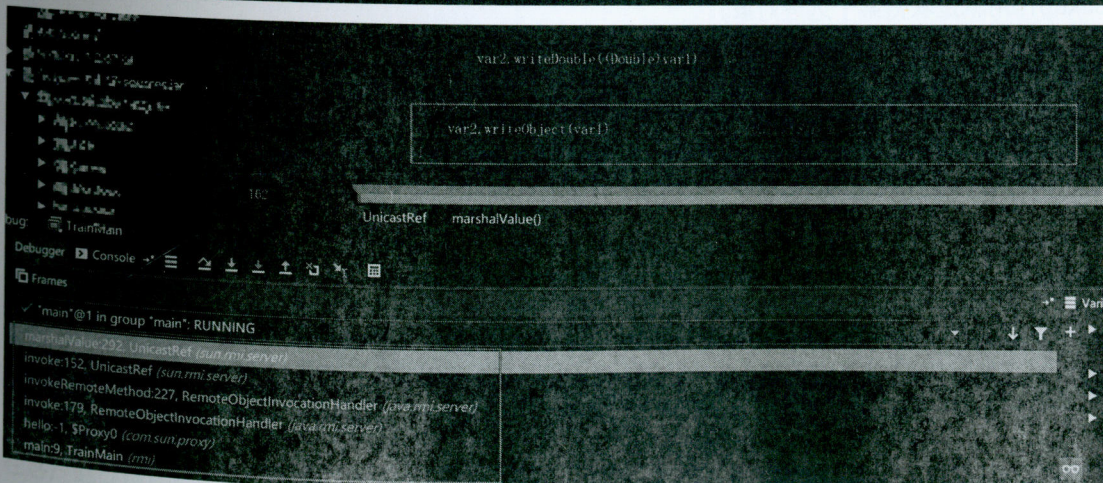 var2.writeDouble((Double)var1)
var2.writeObject(var1)
162
UnicastRef marshalValue()
bug: TrainMain
Debugger Console
Frames
"main"@1 in group "main": RUNNING
Vari
marshalValue:292, UnicastRef (sun.rmi.server)
invoke:152, UnicastRef (sun.rmi.server)
invokeRemoteMethod:227, RemoteObjectInvocationHandler (java.rmi.server)
invoke:179, RemoteObjectInvocationHandler (java.rmi.server)
hello:-1, $Proxy0 (com.sun.proxy)
main:9, TrainMain (rmi)